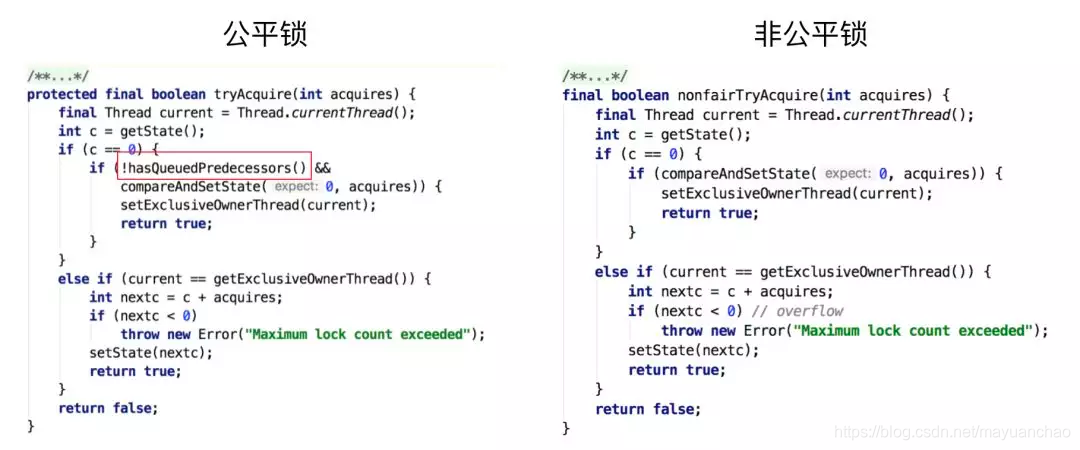 公平锁
/**...*/
protected final boolean tryAcquire(int acquires) {
final Thread current = Thread.currentThread();
int c = getState();
if (c == 0) {
if (!hasQueuedPredecessors() &&
compareAndSetState( expect: 0, acquires)) {
setExclusiveOwnerThread(current);
return true;
}
}
else if (current == getExclusiveOwnerThread()) {
int nextc = c + acquires;
if (nextc < 0)
throw new Error("Maximum lock count exceeded");
setState(nextc);
return true;
}
return false;
}
非公平锁
/**...*/
final boolean nonfairTryAcquire(int acquires) {
final Thread current = Thread.currentThread();
int c = getState();
if (c == 0) {
if (compareAndSetState( expect: 0, acquires)) {
setExclusiveOwnerThread(current);
return true;
}
}
else if (current == getExclusiveOwnerThread()) {
int nextc = c + acquires;
if (nextc < 0) // overflow
throw new Error("Maximum lock count exceeded");
setState(nextc);
return true;
}
return false;
}
https://blog.csdn.net/mayuanchao